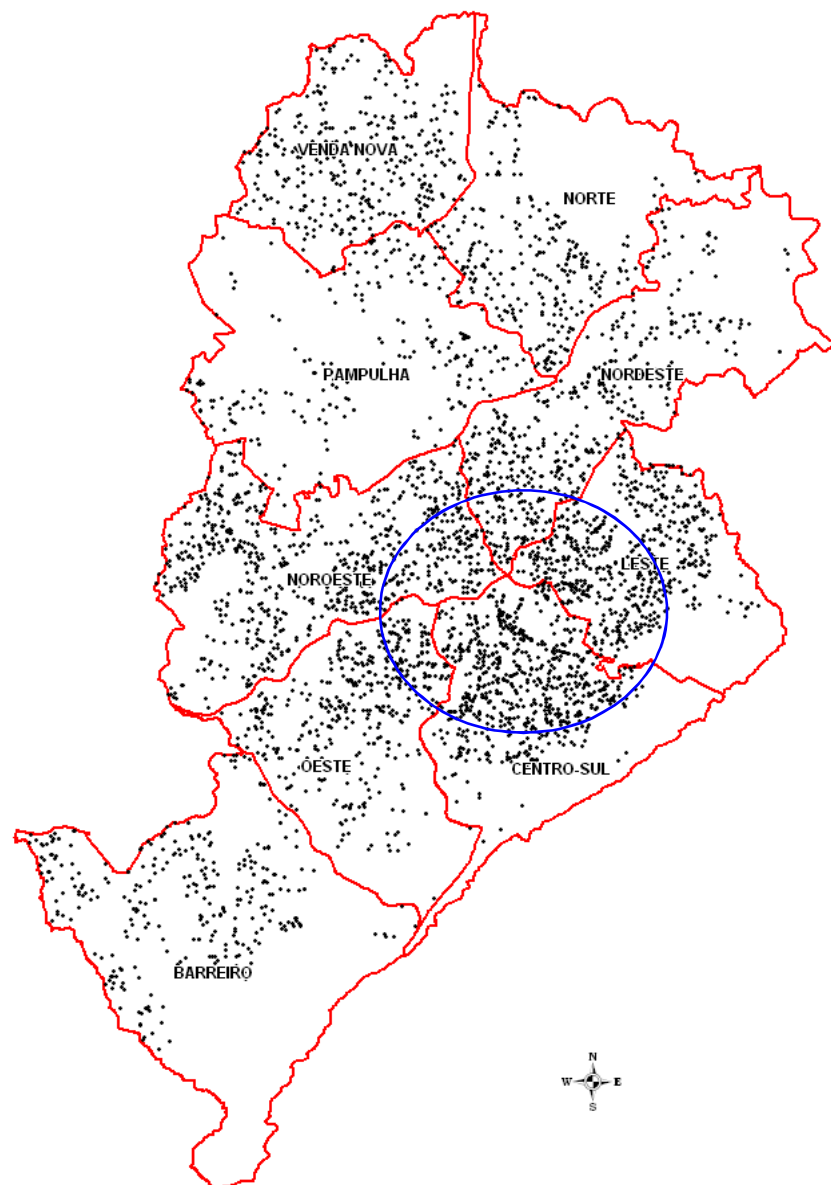 VENDA NOVA
NORTE
PAMPULHA
NORDESTE
NOROESTE
LESTE
OESTE
CENTRO-SUL
BARREIRO
N
W E
S